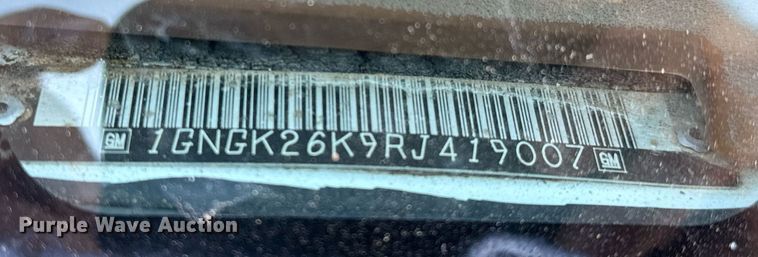 GM 1GNGK26K9RJ419007 GM
Purple Wave Auction